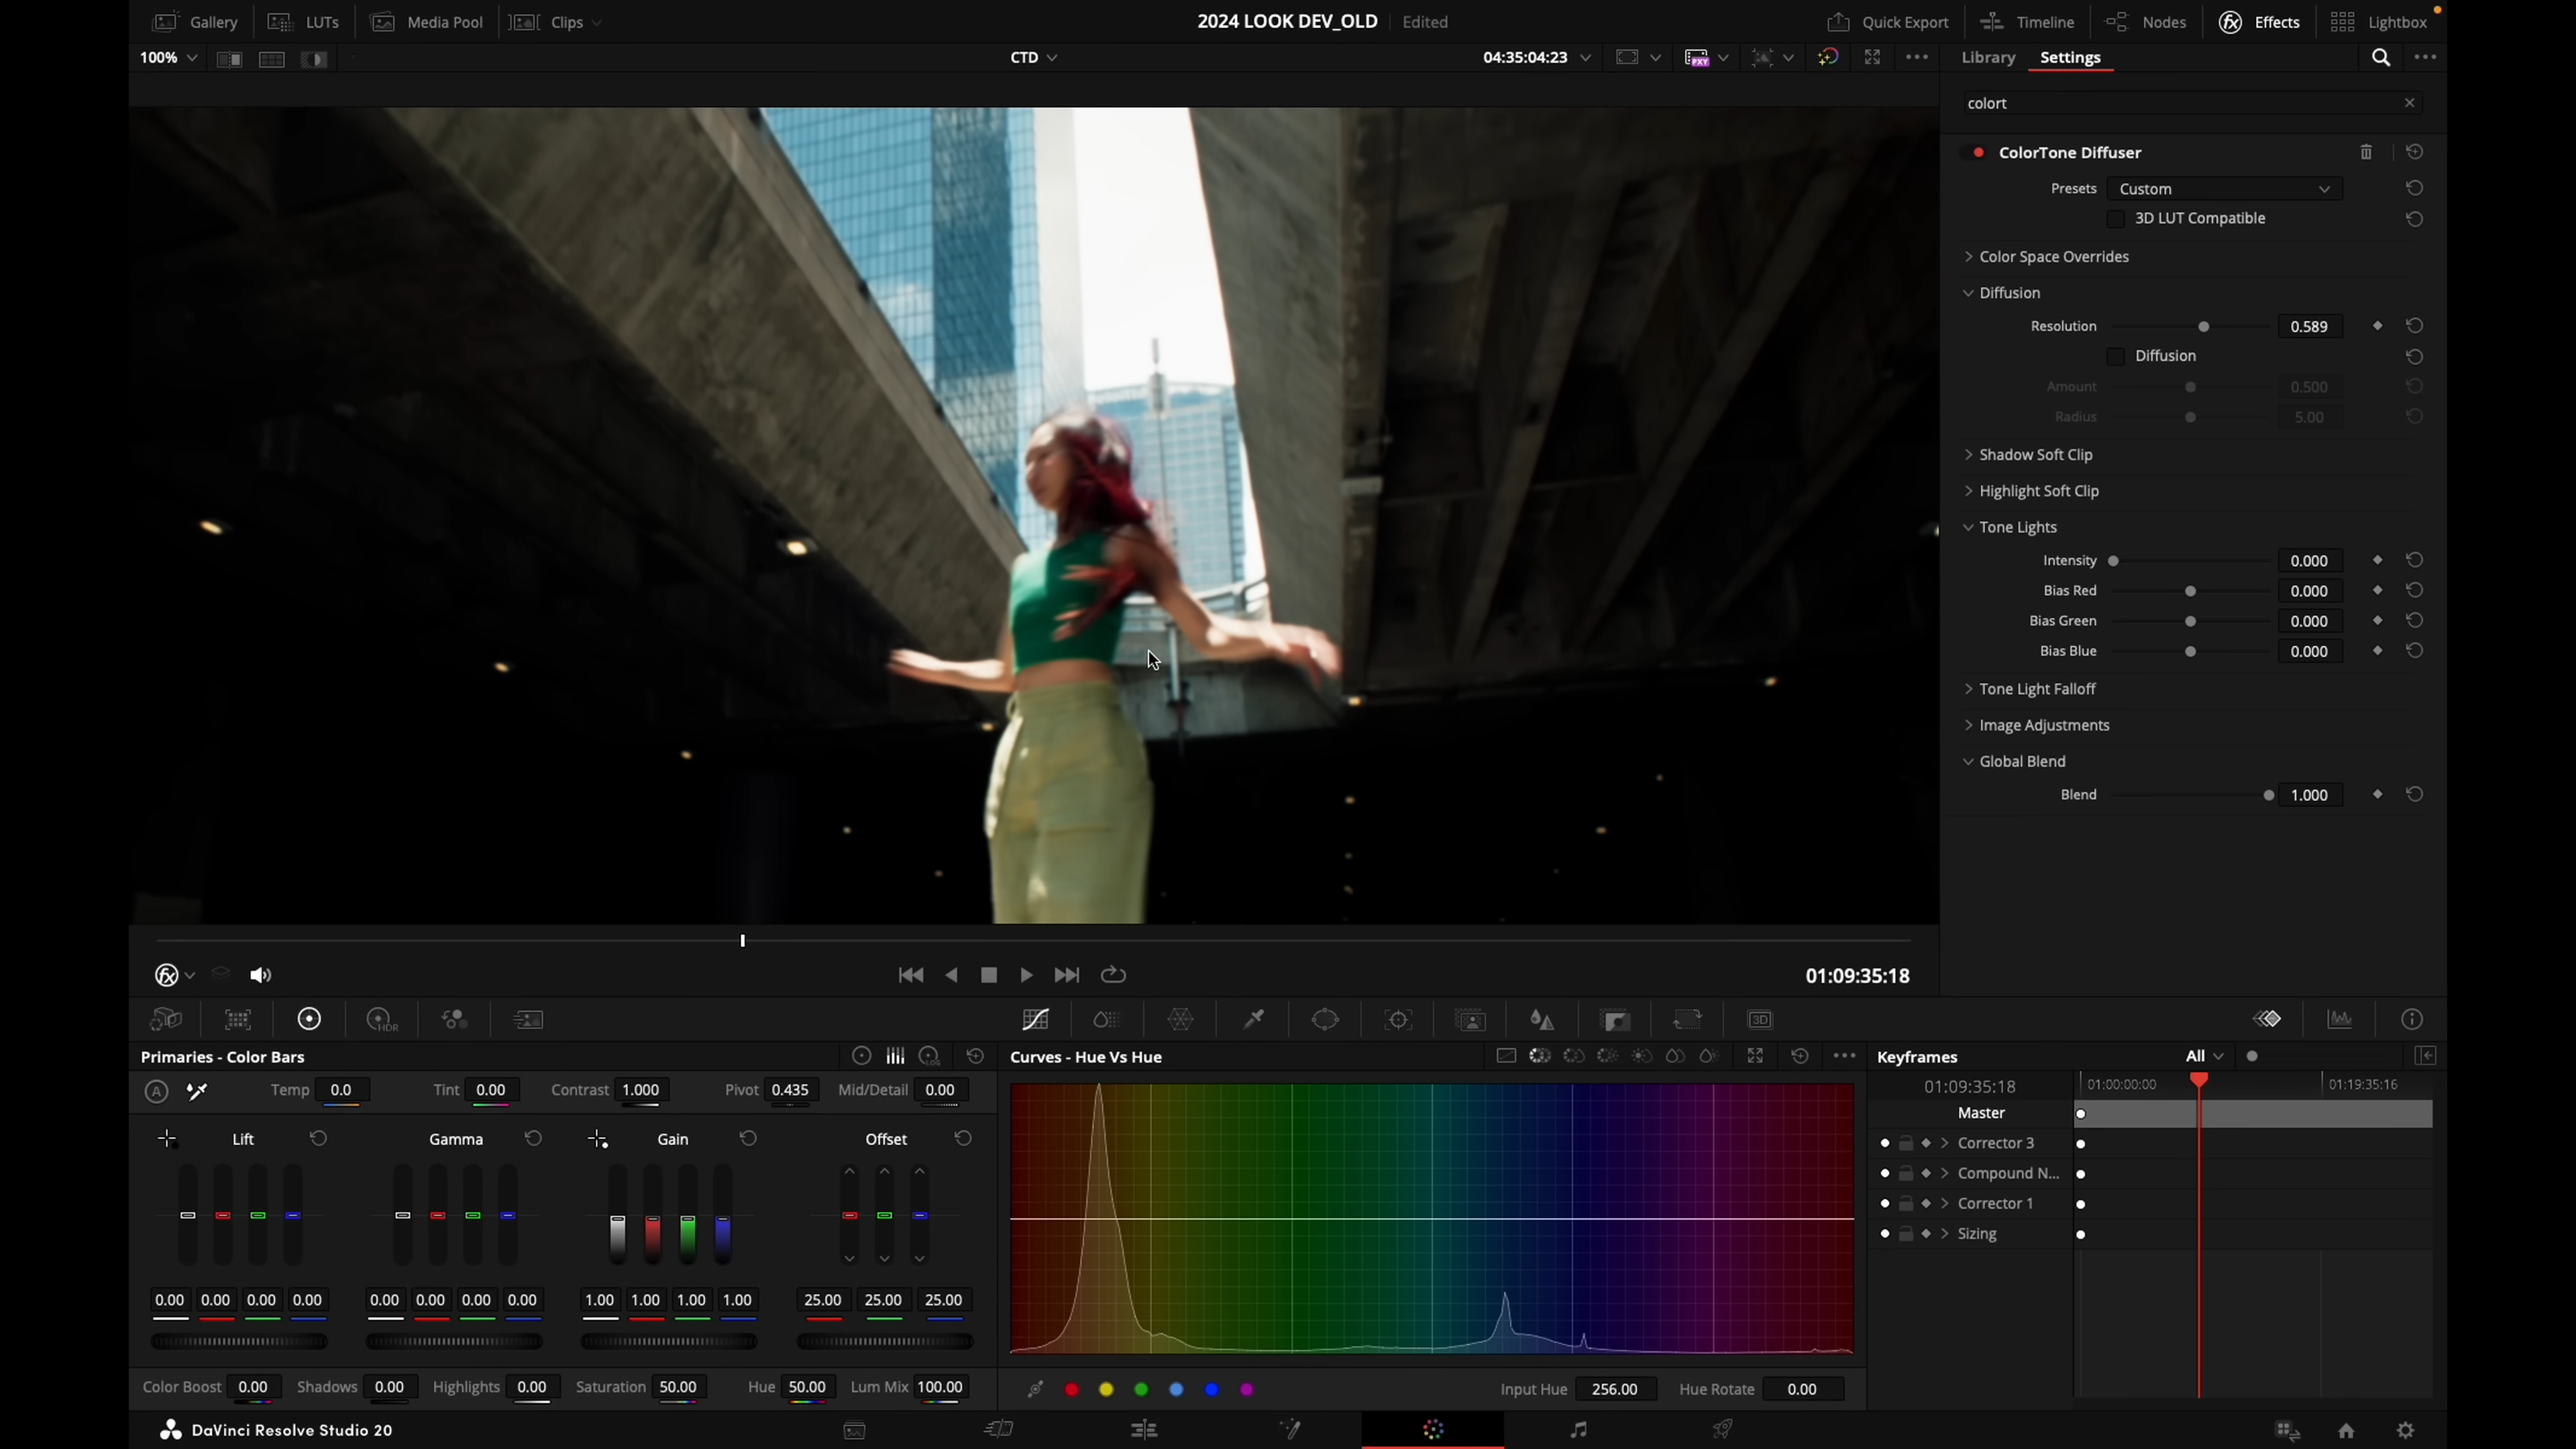 Gallery LUTs Media Pool Clips 2024 LOOK DEV_OLD Edited Quick Export Timeline Nodes Effects Lightbox
100% CTD 04:35:04:23 PXY Library Settings
colort
ColorTone Diffuser
Presets Custom
3D LUT Compatible
Color Space Overrides
Diffusion
Resolution 0.589
Diffusion
Amount 0.500
Radius 5.00
Shadow Soft Clip
Highlight Soft Clip
Tone Lights
Intensity 0.000
Bias Red 0.000
Bias Green 0.000
Bias Blue 0.000
Tone Light Falloff
Image Adjustments
Global Blend
Blend 1.000
fx 01:09:35:18
HDR 3D
Primaries - Color Bars LOG Curves - Hue Vs Hue Keyframes All
A Temp 0.0 Tint 0.00 Contrast 1.000 Pivot 0.435 Mid/Detail 0.00 01:09:35:18 01:00:00:00 01:19:35:16
Master
Lift Gamma Gain Offset Corrector 3
Compound N...
Corrector 1
Sizing
0.00 0.00 0.00 0.00 0.00 0.00 0.00 0.00 1.00 1.00 1.00 1.00 25.00 25.00 25.00
Color Boost 0.00 Shadows 0.00 Highlights 0.00 Saturation 50.00 Hue 50.00 Lum Mix 100.00 Input Hue 256.00 Hue Rotate 0.00
DaVinci Resolve Studio 20